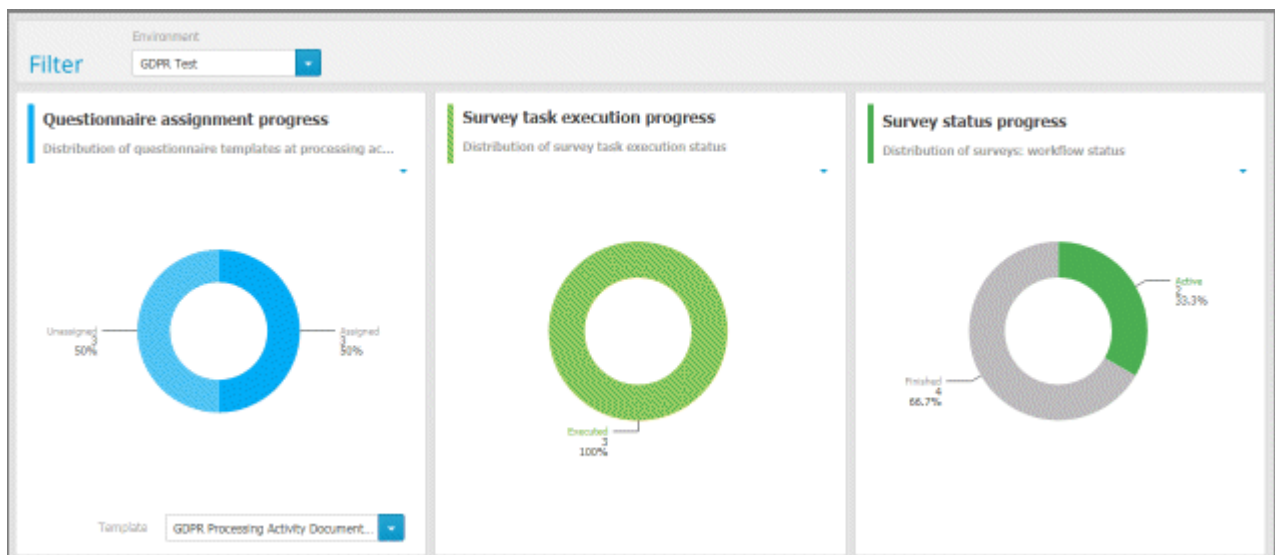 Environment
Filter
GDPR Test
Questionnaire assignment progress
Distribution of questionnaire templates at processing ac...
Unassigned
3
50%
Assigned
3
50%
Template
GDPR Processing Activity Document...
Survey task execution progress
Distribution of survey task execution status
Executed
3
100%
Survey status progress
Distribution of surveys: workflow status
Active
2
33.3%
Finished
4
66.7%